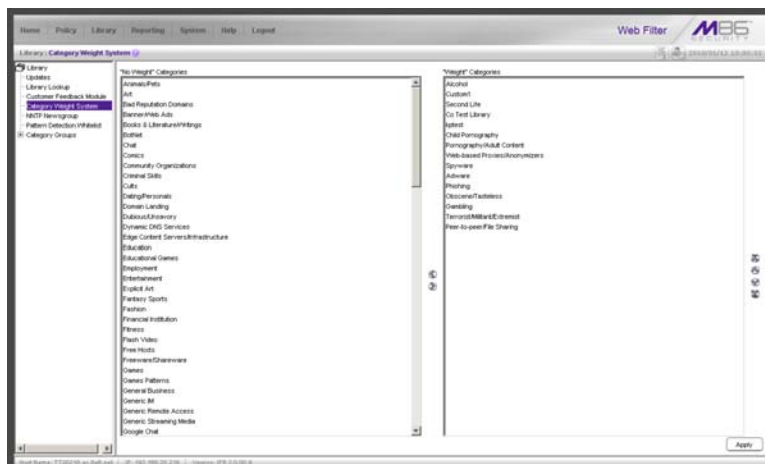 Home Policy Library Reporting System Help Logout
Web Filter
M86
SECURITY
Library: Category Weight System
Library
Updates
Library Lookup
Customer Feedback Module
Category Weight System
NNTP Newsgroup
Pattern Detection Whitelist
Category Groups
"No Weight" Categories
Animals/Pets
Art
Bad Reputation Domains
Banner/Web Ads
Books & Literature/Writings
BotNet
Chat
Comics
Community Organizations
Criminal Skills
Cults
Dating/Personals
Domain Landing
Dubious/Unsavory
Dynamic DNS Services
Edge Content Servers/Infrastructure
Education
Educational Games
Employment
Entertainment
Explicit Art
Fantasy Sports
Fashion
Financial Institution
Fitness
Flash Video
Free Hosts
Freeware/Shareware
Games
Games Patterns
General Business
Generic IM
Generic Remote Access
Generic Streaming Media
Google Chat
"Weight" Categories
Alcohol
Custom1
Second Life
Co Test Library
kptest
Child Pornography
Pornography/Adult Content
Web-based Proxies/Anonymizers
Spyware
Adware
Phishing
Obscene/Tasteless
Gambling
Terrorist/Militant/Extremist
Peer-to-peer/File Sharing
Apply